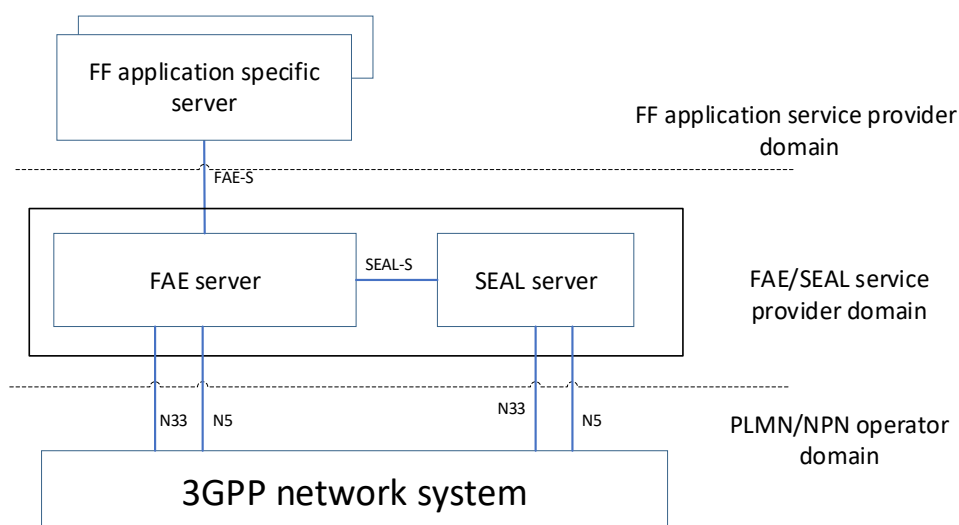 FF application specific
server
FF application service provider
domain
FAE-S
FAE server
SEAL-S
SEAL server
FAE/SEAL service
provider domain
N33
N5
N33
N5
PLMN/NPN operator
domain
3GPP network system